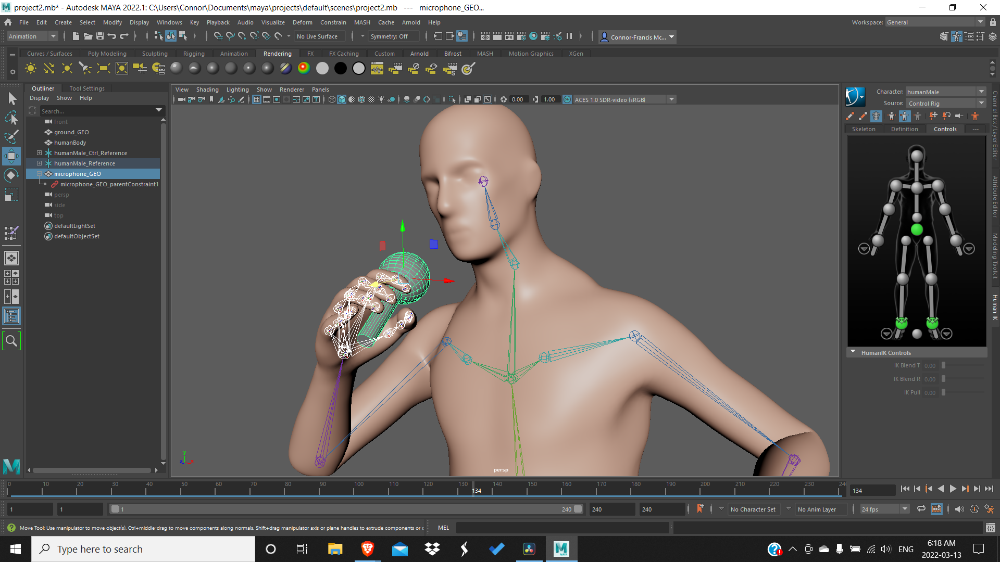 project2.mb* - Autodesk MAYA 2022.1: C:\Users\Connor\Documents\maya\projects\default\scenes\project2.mb --- microphone_GEO...
File Edit Create Select Modify Display Windows Key Playback Audio Visualize Deform Constrain MASH Cache Arnold Help
Workspace: General
Animation
No Live Surface
Symmetry: Off
IPR
Connor-Francis Mc...
Curves / Surfaces Poly Modeling Sculpting Rigging Animation Rendering FX FX Caching Custom Arnold Bifrost MASH Motion Graphics XGen
Outliner Tool Settings
Display Show Help
Search...
front
ground_GEO
humanBody
humanMale_Ctrl_Reference
humanMale_Reference
microphone_GEO
microphone_GEO_parentConstraint1
persp
side
top
defaultLightSet
defaultObjectSet
View Shading Lighting Show Renderer Panels
0.00
1.00
ON
ACES 1.0 SDR-video (sRGB)
persp
y
z
x
Character: humanMale
Source: Control Rig
Skeleton Definition Controls ---
HumanIK Controls
IK Blend T 0.00
IK Blend R 0.00
IK Pull 0.00
Channel Box / Layer Editor
Attribute Editor
Modeling Toolkit
Human IK
0 10 20 30 40 50 60 70 80 90 100 110 120 130 140 150 160 170 180 190 200 210 220 230 240
134
134
1
1
1
240
240
240
No Character Set
No Anim Layer
24 fps
Move Tool: Use manipulator to move object(s). Ctrl+middle-drag to move components along normals. Shift+drag manipulator axis or plane handles to extrude components or c
MEL
Type here to search
MAYA
ENG
6:18 AM
2022-03-13